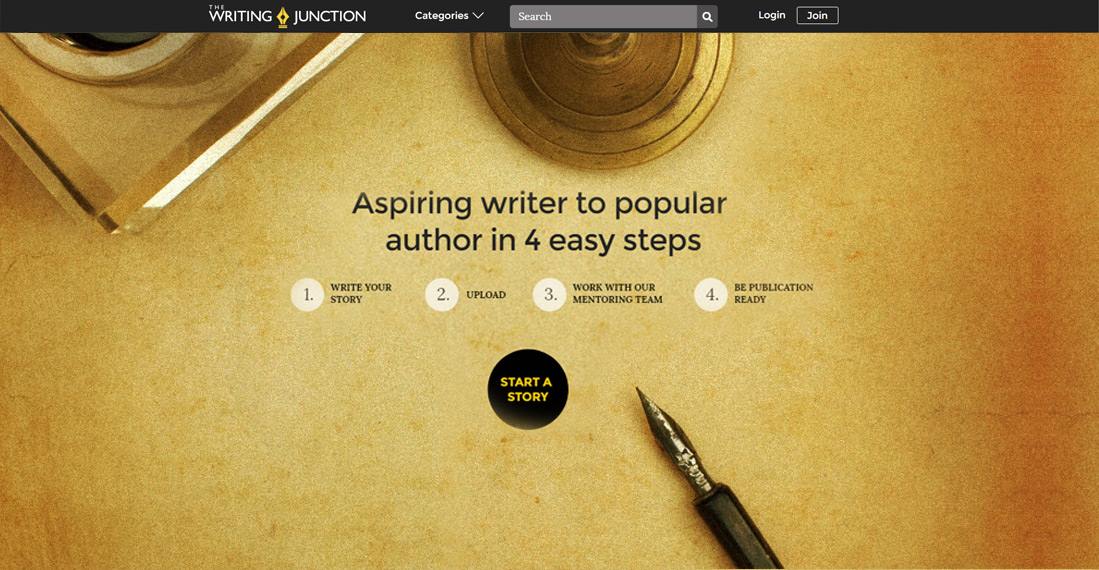 THE
WRITING JUNCTION
Categories
Search
Login
Join
Aspiring writer to popular
author in 4 easy steps
1. WRITE YOUR
STORY
2. UPLOAD
3. WORK WITH OUR
MENTORING TEAM
4. BE PUBLICATION
READY
START A
STORY